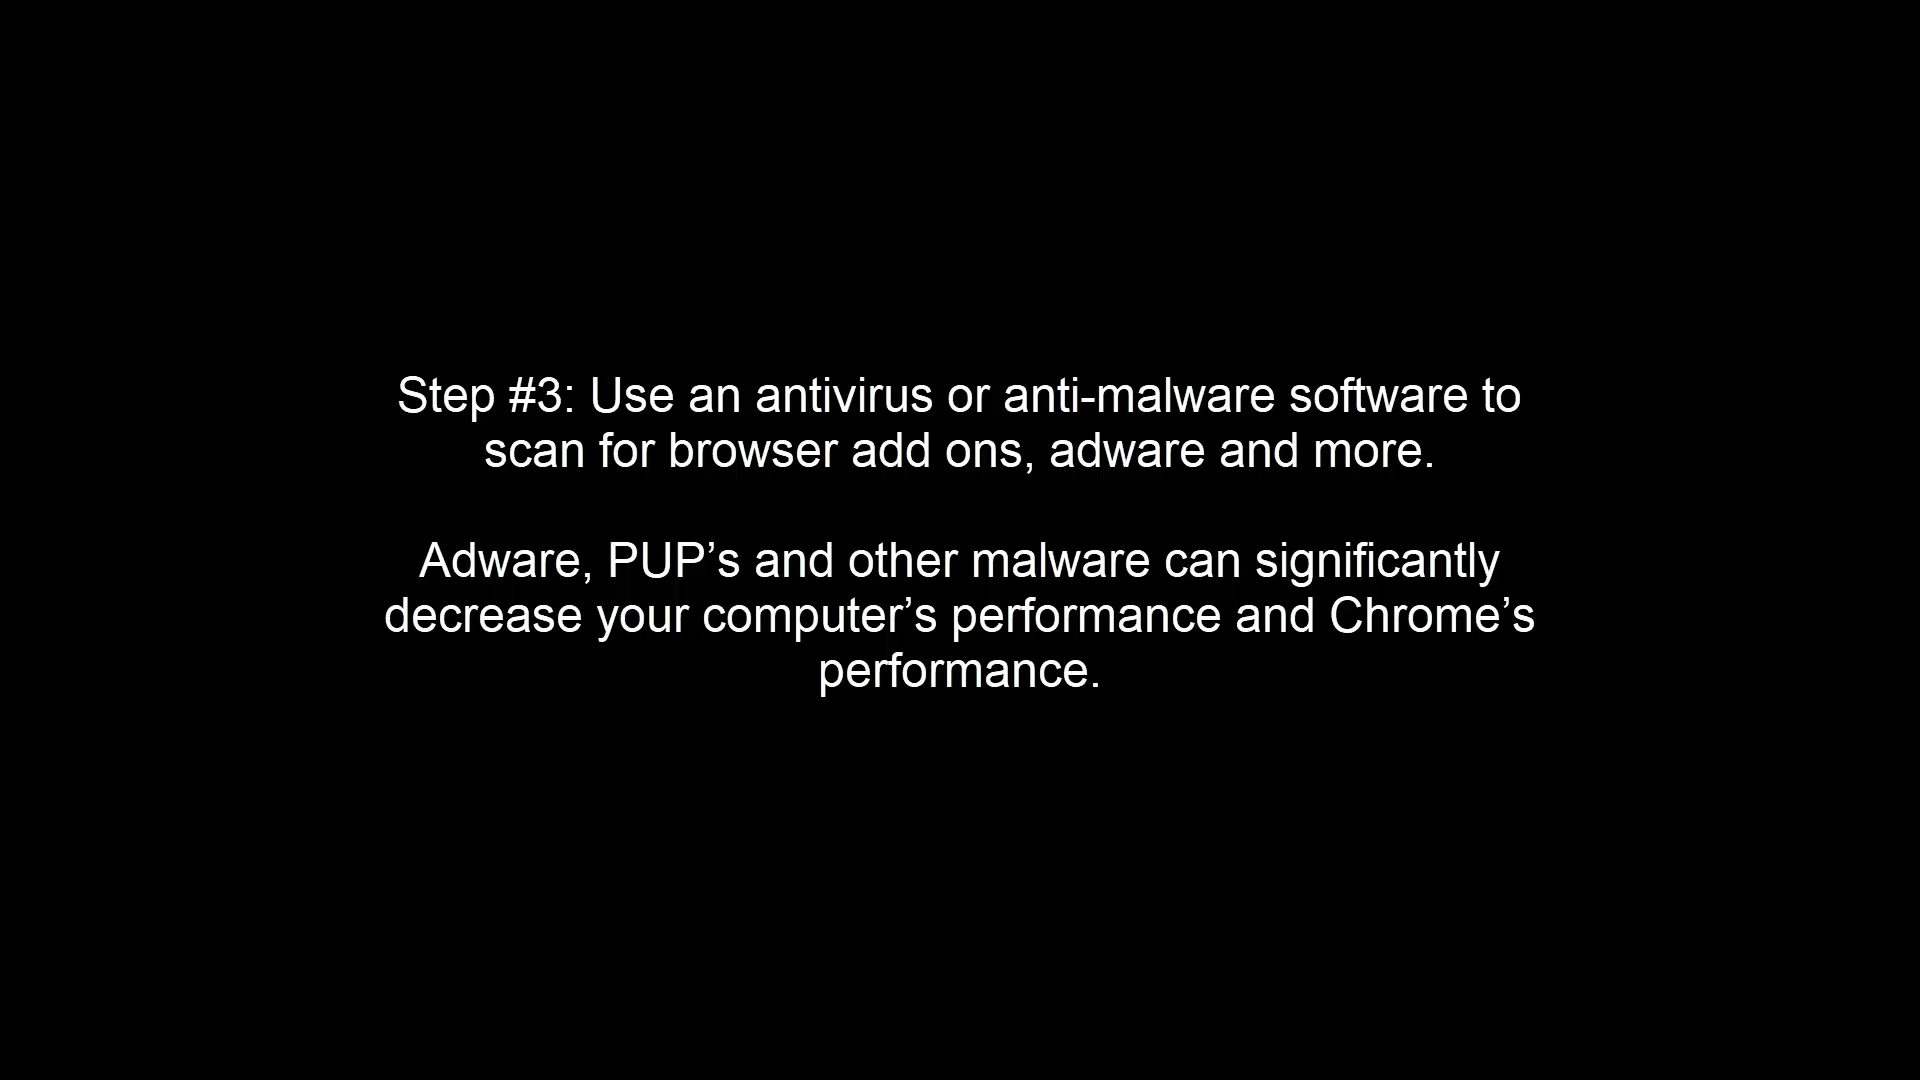 Step #3: Use an antivirus or anti-malware software to
scan for browser add ons, adware and more.
Adware, PUP’s and other malware can significantly
decrease your computer’s performance and Chrome’s
performance.